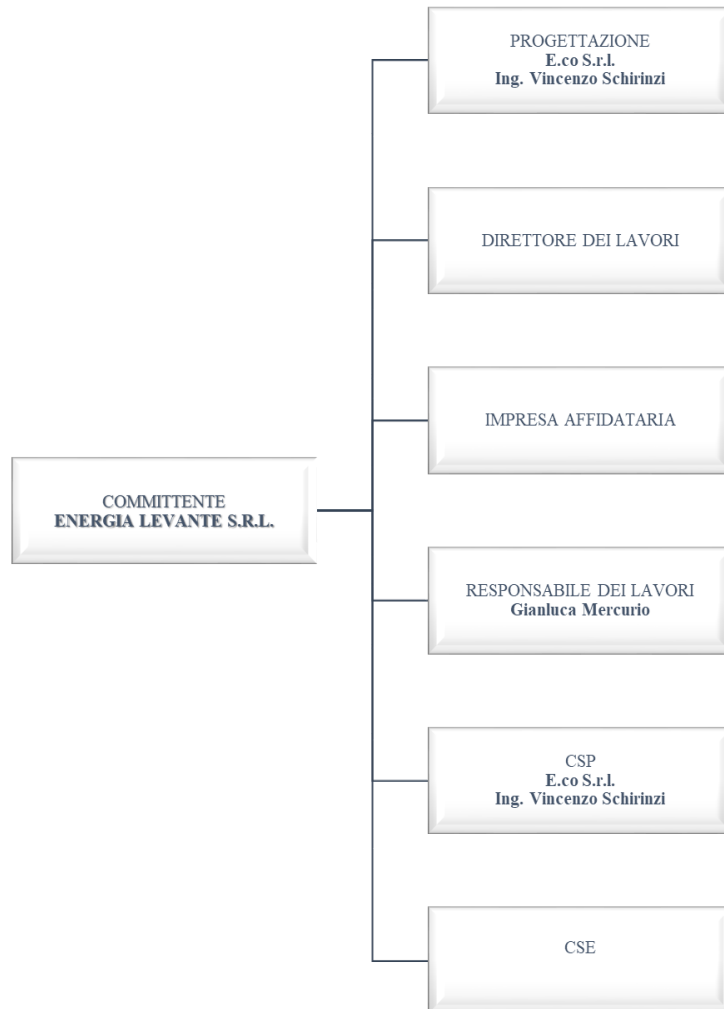 PROGETTAZIONE
E.co S.r.l.
Ing. Vincenzo Schirinzi
DIRETTORE DEI LAVORI
IMPRESA AFFIDATARIA
COMMITTENTE
ENERGIA LEVANTE S.R.L.
RESPONSABILE DEI LAVORI
Gianluca Mercurio
CSP
E.co S.r.l.
Ing. Vincenzo Schirinzi
CSE